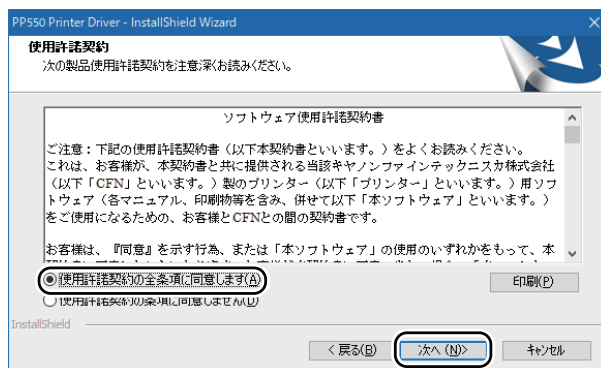 PP550 Printer Driver - InstallShield Wizard
使用許諾契約
次の製品使用許諾契約を注意深くお読みください。
ソフトウェア使用許諾契約書
ご注意：下記の使用許諾契約書（以下本契約書といいます。）をよくお読みください。
これは、お客様が、本契約書と共に提供される当該キヤノンファインテックニスカ株式会社
（以下「CFN」といいます。）製のプリンター（以下「プリンター」といいます。）用ソフ
トウェア（各マニュアル、印刷物等を含み、併せて以下「本ソフトウェア」といいます。）
をご使用になるための、お客様とCFNとの間の契約書です。
お客様は、『同意』を示す行為、または「本ソフトウェア」の使用のいずれかをもって、本
使用許諾契約の全条項に同意します(A)
印刷(P)
使用許諾契約の条項に同意しません(D)
InstallShield
< 戻る(B)
次へ (N)>
キャンセル